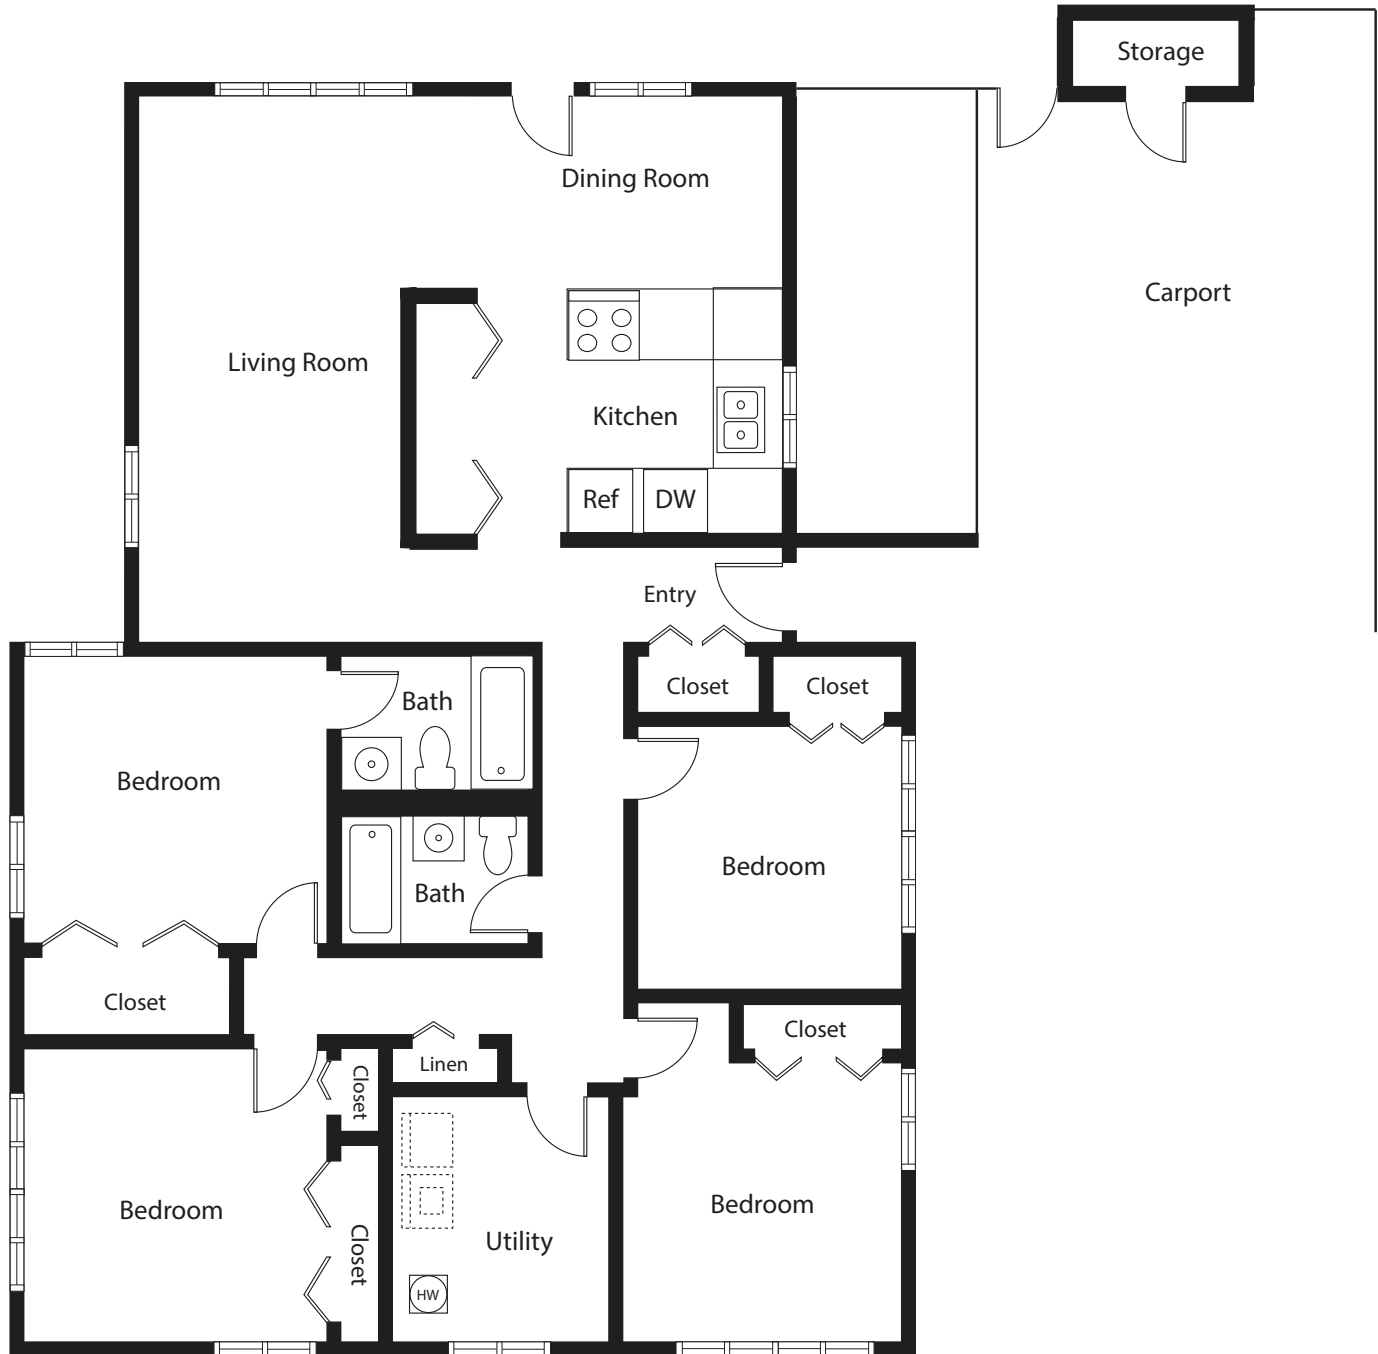 Storage
Dining Room
Carport
Living Room
Kitchen
Ref
DW
Entry
Closet
Closet
Bath
Bedroom
Bedroom
Bath
Closet
Closet
Linen
Closet
Bedroom
Bedroom
Utility
Closet
HW